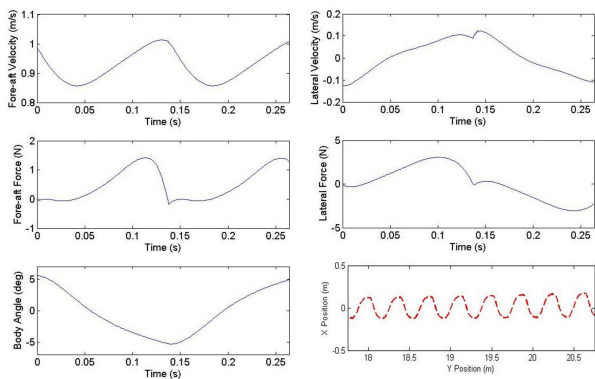 Fore-aft Velocity (m/s)
1.1
1
0.9
0.8
0 0.05 0.1 0.15 0.2 0.25
Time (s)
Lateral Velocity (m/s)
0.2
0.1
0
-0.1
-0.2
0 0.05 0.1 0.15 0.2 0.25
Time (s)
Fore-aft Force (N)
2
1
0
-1
0 0.05 0.1 0.15 0.2 0.25
Time (s)
Lateral Force (N)
5
0
-5
0 0.05 0.1 0.15 0.2 0.25
Time (s)
Body Angle (deg)
5
0
-5
0 0.05 0.1 0.15 0.2 0.25
Time (s)
X Position (m)
0.5
0
-0.5
18 18.5 19 19.5 20 20.5
Y Position (m)